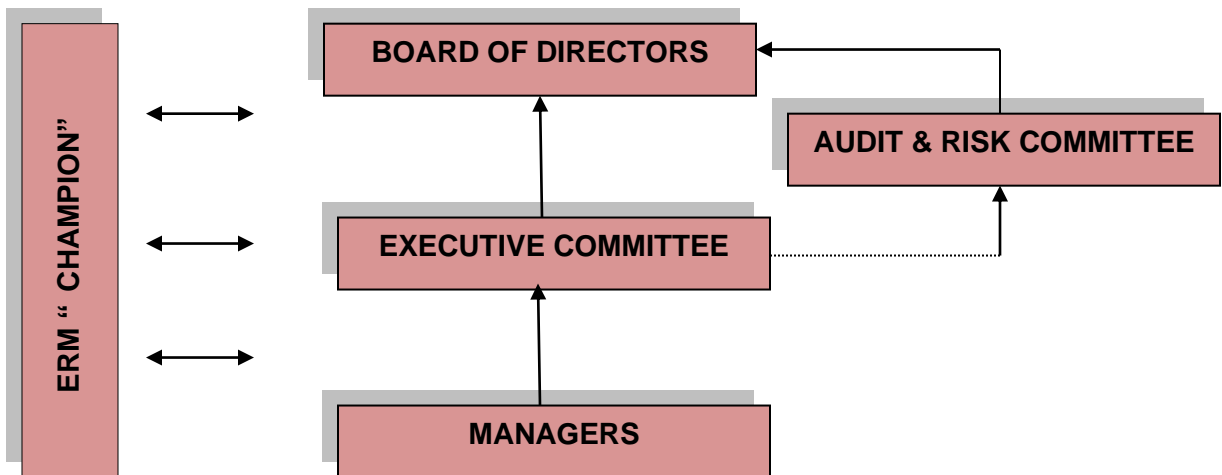 BOARD OF DIRECTORS
AUDIT & RISK COMMITTEE
EXECUTIVE COMMITTEE
MANAGERS
ERM “ CHAMPION”